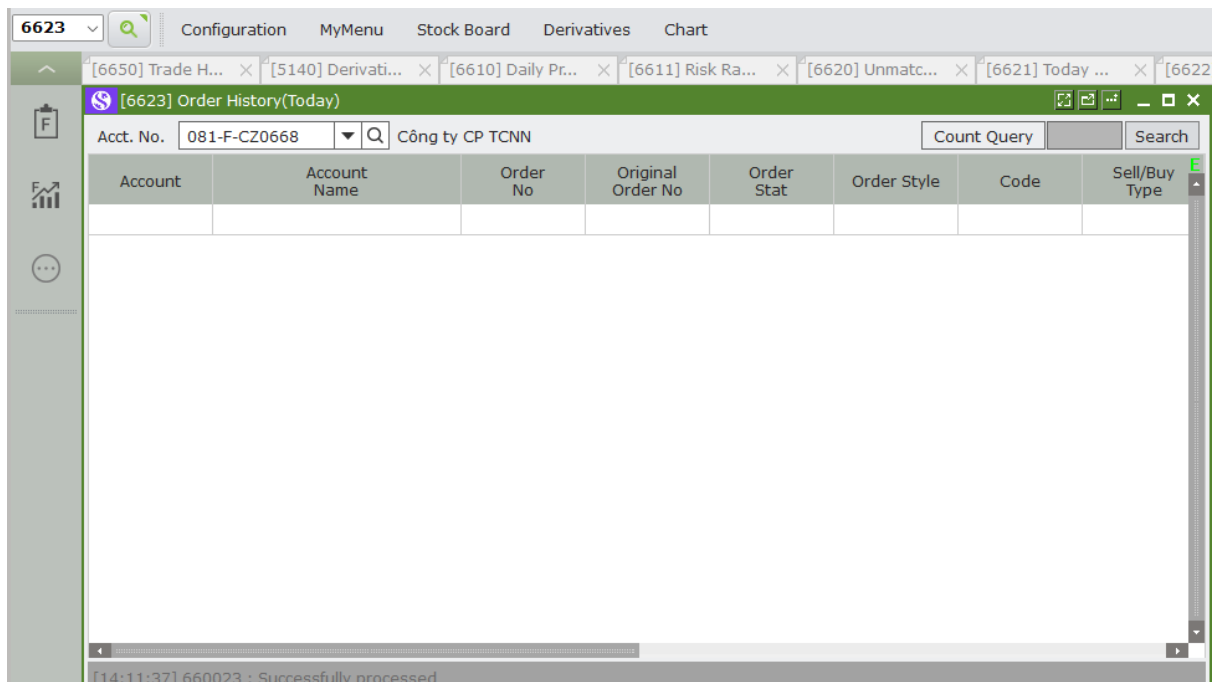 6623 Configuration MyMenu Stock Board Derivatives Chart
[6650] Trade H... [5140] Derivati... [6610] Daily Pr... [6611] Risk Ra... [6620] Unmatc... [6621] Today ... [6622
[6623] Order History(Today)
F
Acct. No. 081-F-CZ0668 Công ty CP TCNN Count Query Search
E
Account Account Name Order No Original Order No Order Stat Order Style Code Sell/Buy Type
F
[14:11:37] 660023 : Successfully processed